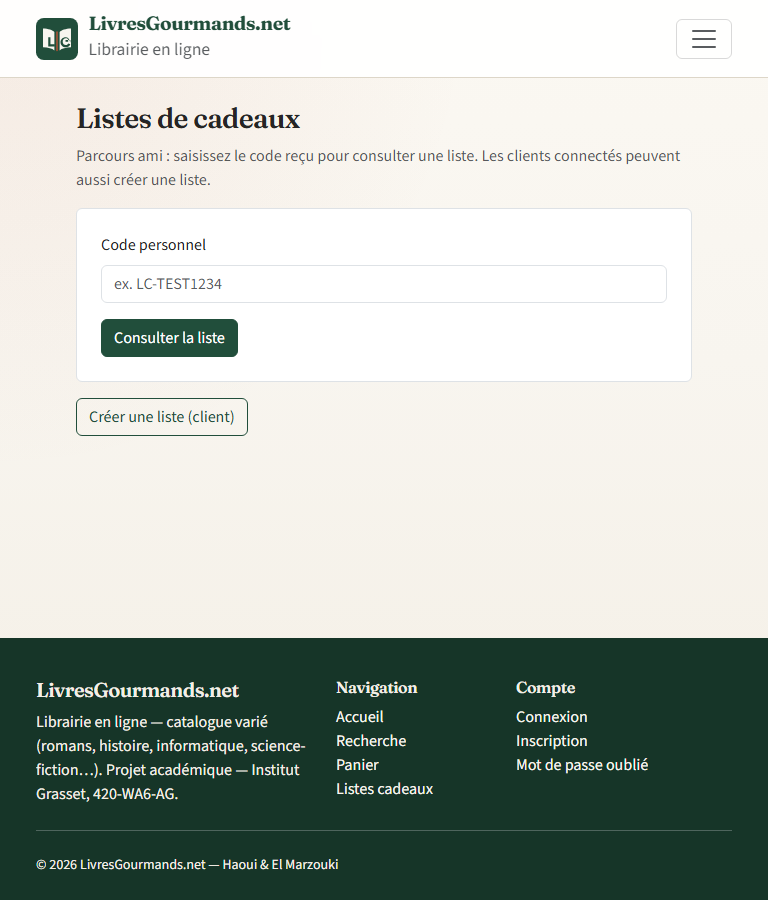 LG
LivresGourmands.net
Librairie en ligne
Listes de cadeaux
Parcours ami : saisissez le code reçu pour consulter une liste. Les clients connectés peuvent
aussi créer une liste.
Code personnel
ex. LC-TEST1234
Consulter la liste
Créer une liste (client)
LivresGourmands.net
Librairie en ligne — catalogue varié
(romans, histoire, informatique, science-
fiction…). Projet académique — Institut
Grasset, 420-WA6-AG.
Navigation
Accueil
Recherche
Panier
Listes cadeaux
Compte
Connexion
Inscription
Mot de passe oublié
© 2026 LivresGourmands.net — Haoui & El Marzouki